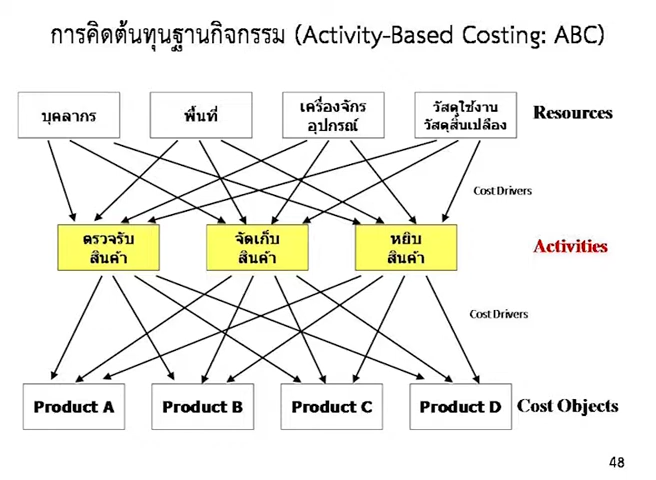 การคิดต้นทุนฐานกิจกรรม (Activity-Based Costing: ABC)
บุคลากร
พื้นที่
เครื่องจักร
อุปกรณ์
วัสดุใช้งาน
วัสดุสิ้นเปลือง
Resources
Cost Drivers
ตรวจรับ
สินค้า
จัดเก็บ
สินค้า
หยิบ
สินค้า
Activities
Cost Drivers
Product A
Product B
Product C
Product D
Cost Objects
48